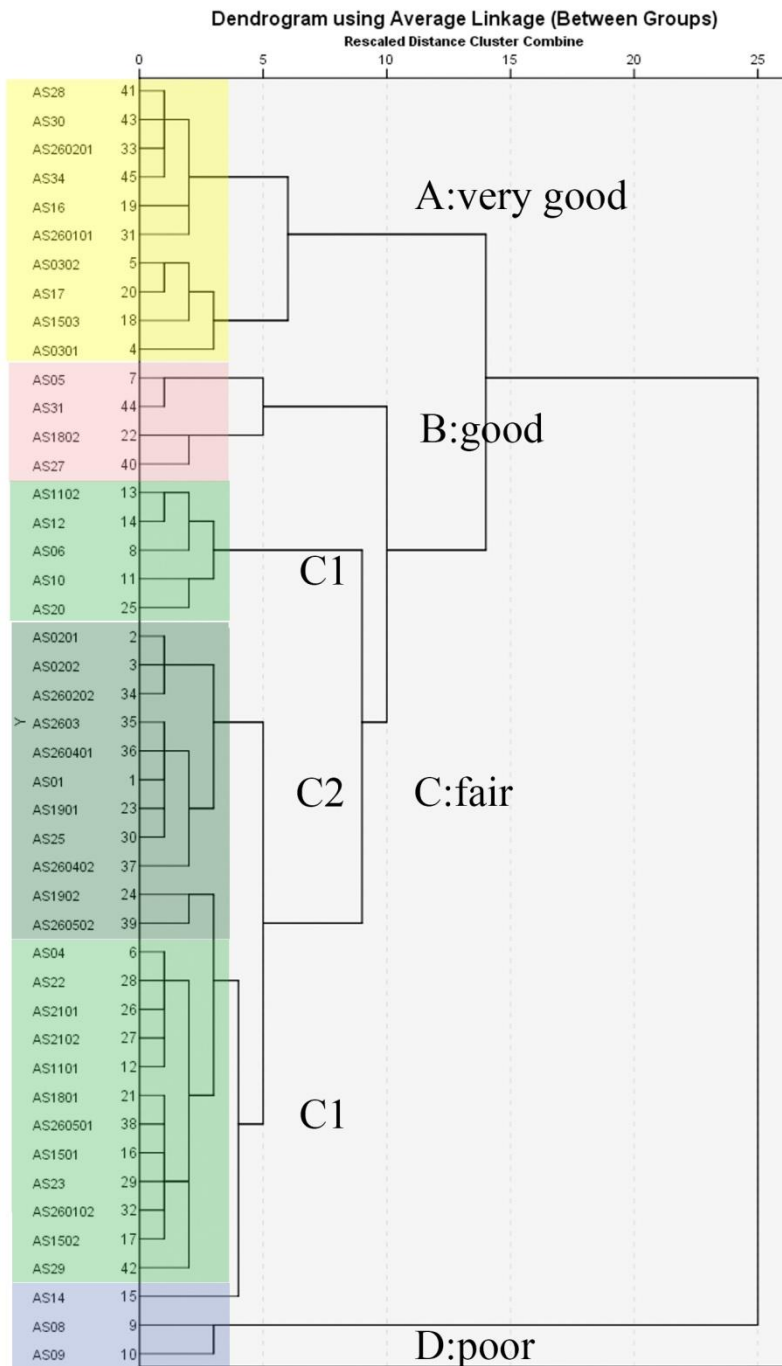 Dendrogram using Average Linkage (Between Groups)
Rescaled Distance Cluster Combine
0 5 10 15 20 25
AS28 41
AS30 43
AS260201 33
AS34 45
A:very good
AS16 19
AS260101 31
AS0302 5
AS17 20
AS1503 18
AS0301 4
AS05 7
AS31 44
B:good
AS1802 22
AS27 40
AS1102 13
AS12 14
AS06 8
C1
AS10 11
AS20 25
AS0201 2
AS0202 3
AS260202 34
Y
AS2603 35
AS260401 36
AS01 1
C2 C:fair
AS1901 23
AS25 30
AS260402 37
AS1902 24
AS260502 39
AS04 6
AS22 28
AS2101 26
AS2102 27
AS1101 12
AS1801 21
C1
AS260501 38
AS1501 16
AS23 29
AS260102 32
AS1502 17
AS29 42
AS14 15
AS08 9
D:poor
AS09 10